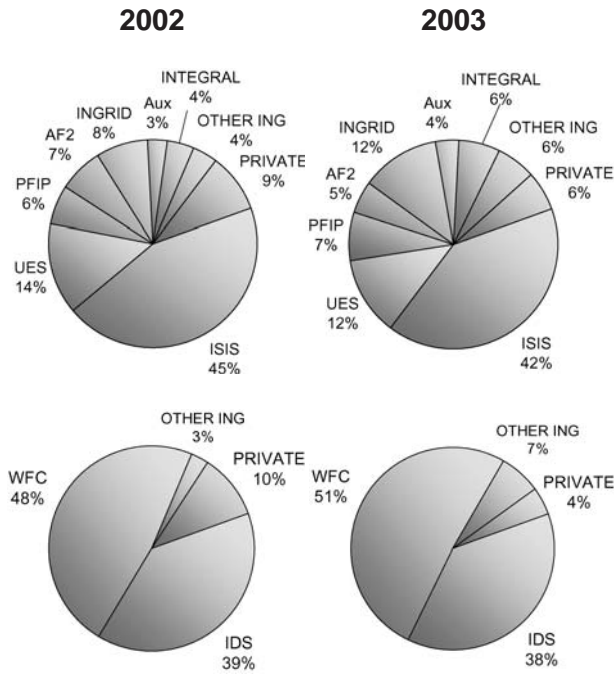 2002
2003
INTEGRAL
4%
Aux
3%
OTHER ING
4%
INGRID
8%
PRIVATE
9%
AF2
7%
PFIP
6%
UES
14%
ISIS
45%
INTEGRAL
6%
Aux
4%
OTHER ING
6%
INGRID
12%
PRIVATE
6%
AF2
5%
PFIP
7%
UES
12%
ISIS
42%
OTHER ING
3%
WFC
48%
PRIVATE
10%
IDS
39%
OTHER ING
7%
WFC
51%
PRIVATE
4%
IDS
38%